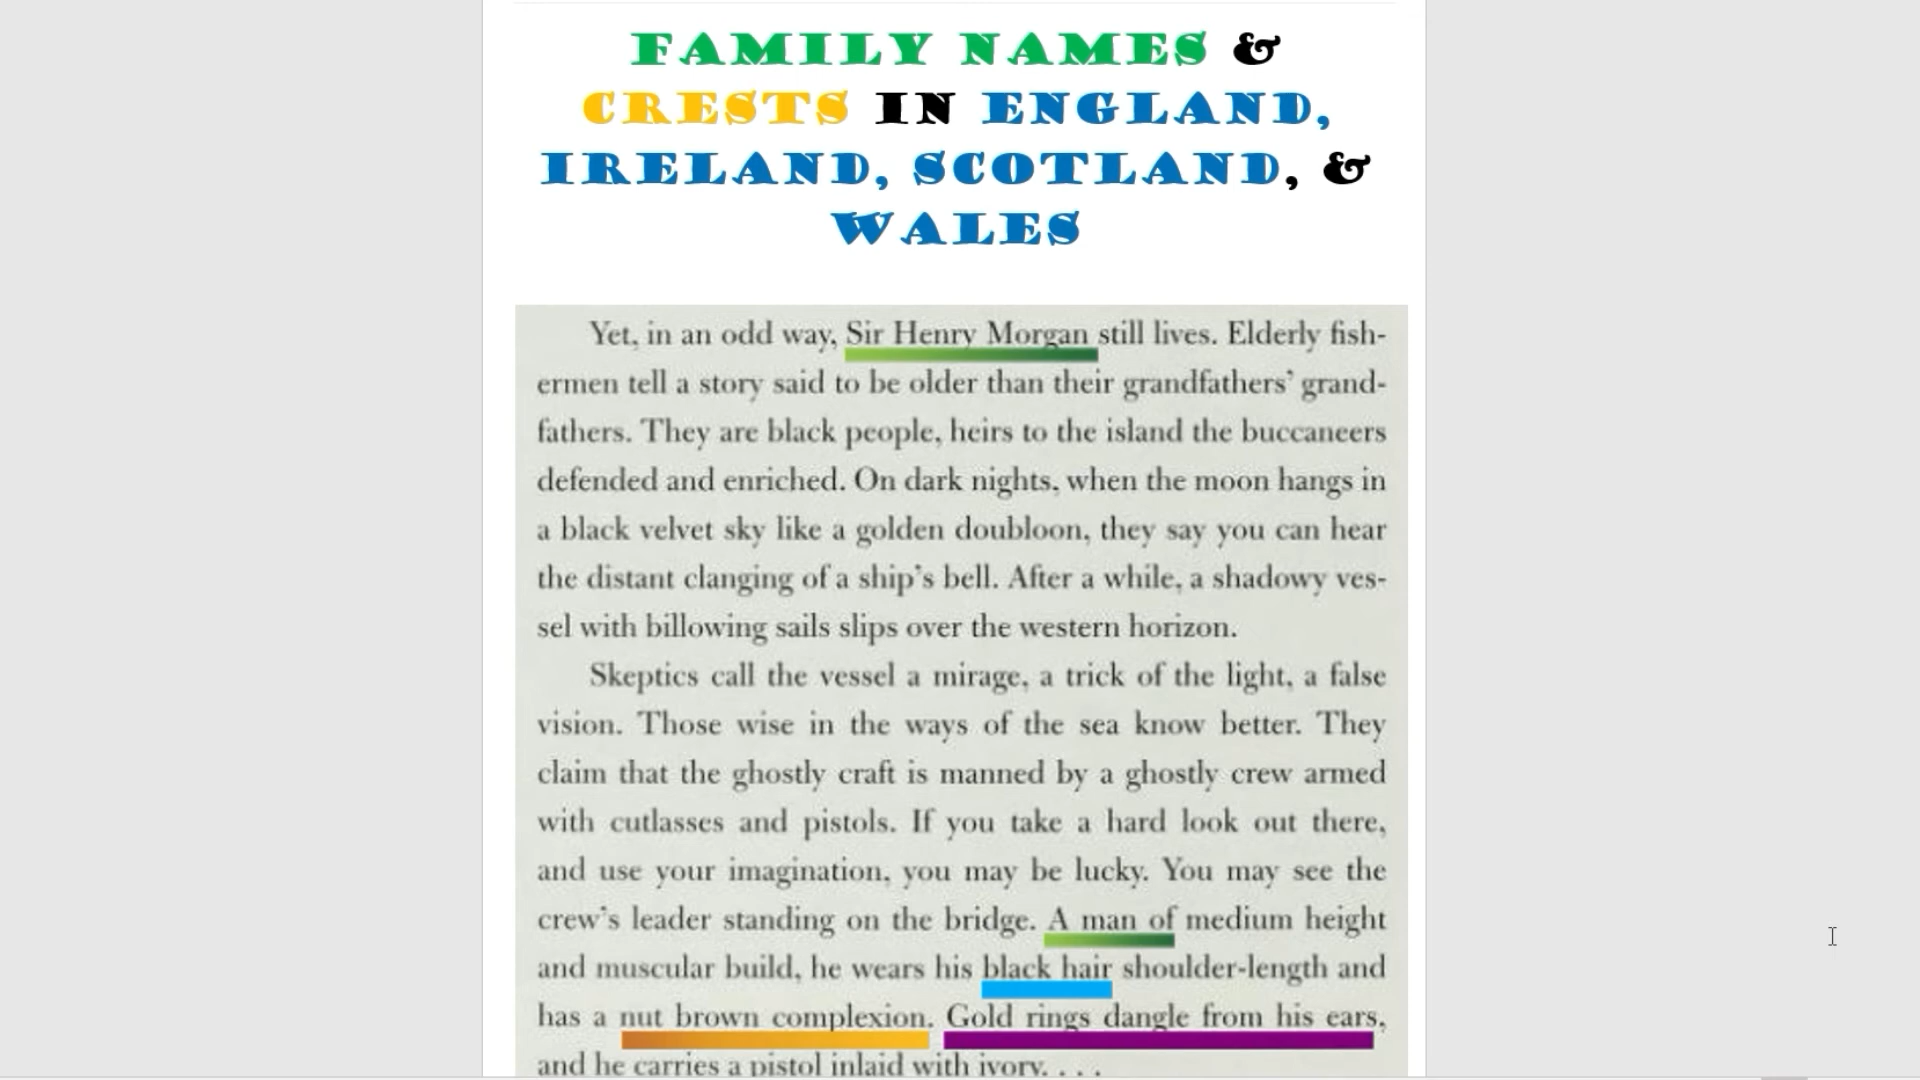 FAMILY NAMES &
CRESTS IN ENGLAND,
IRELAND, SCOTLAND, &
WALES
Yet, in an odd way, Sir Henry Morgan still lives. Elderly fish-
ermen tell a story said to be older than their grandfathers’ grand-
fathers. They are black people, heirs to the island the buccaneers
defended and enriched. On dark nights, when the moon hangs in
a black velvet sky like a golden doubloon, they say you can hear
the distant clanging of a ship’s bell. After a while, a shadowy ves-
sel with billowing sails slips over the western horizon.
Skeptics call the vessel a mirage, a trick of the light, a false
vision. Those wise in the ways of the sea know better. They
claim that the ghostly craft is manned by a ghostly crew armed
with cutlasses and pistols. If you take a hard look out there,
and use your imagination, you may be lucky. You may see the
crew’s leader standing on the bridge. A man of medium height
and muscular build, he wears his black hair shoulder-length and
has a nut brown complexion. Gold rings dangle from his ears,
and he carries a pistol inlaid with ivory. . . .